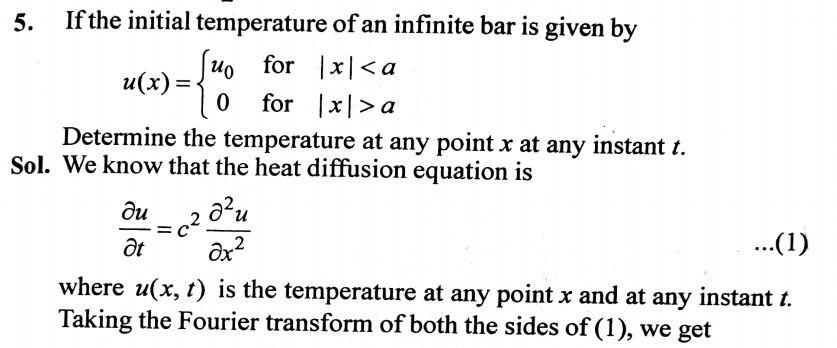 5. If the initial temperature of an infinite bar is given by
u(x) = { u₀ for |x| < a
0 for |x| > a
Determine the temperature at any point x at any instant t.
Sol. We know that the heat diffusion equation is
∂u/∂t = c² ∂²u/∂x² ...(1)
where u(x, t) is the temperature at any point x and at any instant t.
Taking the Fourier transform of both the sides of (1), we get